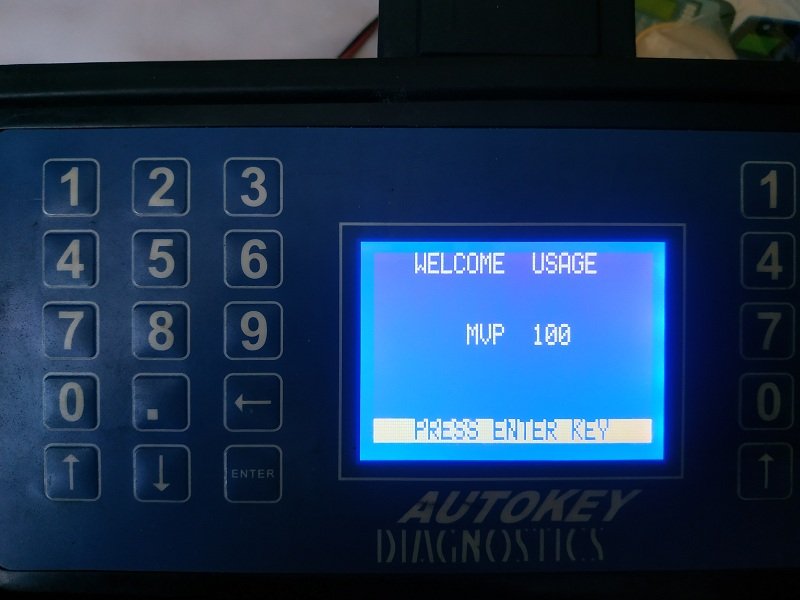 1 2 3
4 5 6
7 8 9
0 . ←
↑ ↓ ENTER
WELCOME USAGE
MVP 100
PRESS ENTER KEY
AUTOKEY
DIAGNOSTICS
1
4
7
0
↑